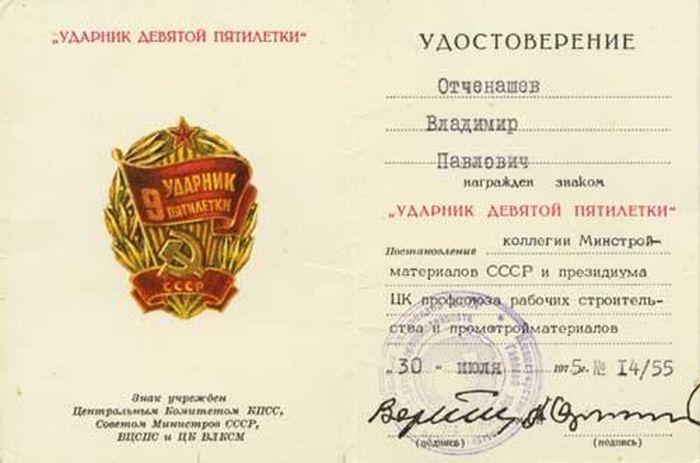 "УДАРНИК ДЕВЯТОЙ ПЯТИЛЕТКИ"
9 УДАРНИК
ПЯТИЛЕТКИ
СССР
Знак учрежден
Центральным Комитетом КПСС,
Советом Министров СССР,
ВЦСПС и ЦК ВЛКСМ
УДОСТОВЕРЕНИЕ
Отченашев
Владимир
Павлович
награжден знаком
„УДАРНИК ДЕВЯТОЙ ПЯТИЛЕТКИ"
Постановление коллегии Минстрой-
материалов СССР и президиума
ЦК профсоюза рабочих строитель-
ства и промстройматериалов
„30 " июля 1975г. № I4/55
(подпись) (подпись)